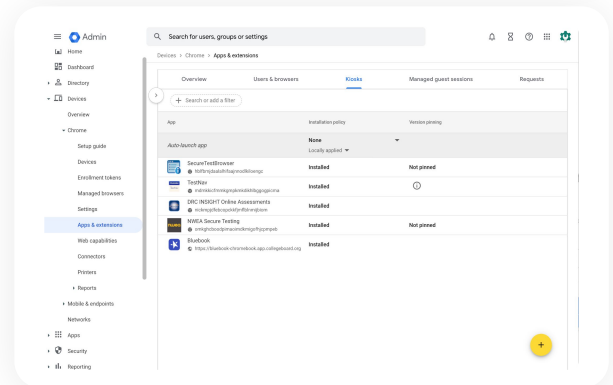 Admin
Search for users, groups or settings
Home
Dashboard
Directory
Devices
Overview
Chrome
Setup guide
Devices
Enrollment tokens
Managed browsers
Settings
Apps & extensions
Web capabilities
Connectors
Printers
Reports
Mobile & endpoints
Networks
Apps
Security
Reporting
Devices > Chrome > Apps & extensions
Overview Users & browsers Kiosks Managed guest sessions Requests
+ Search or add a filter
App Installation policy Version pinning
Auto-launch app None
Locally applied
SecureTestBrowser Installed Not pinned
TestNav Installed
DRC INSIGHT Online Assessments Installed
NWEA Secure Testing Installed Not pinned
Bluebook Installed
https://bluebook-chromebook.app.collegeboard.org